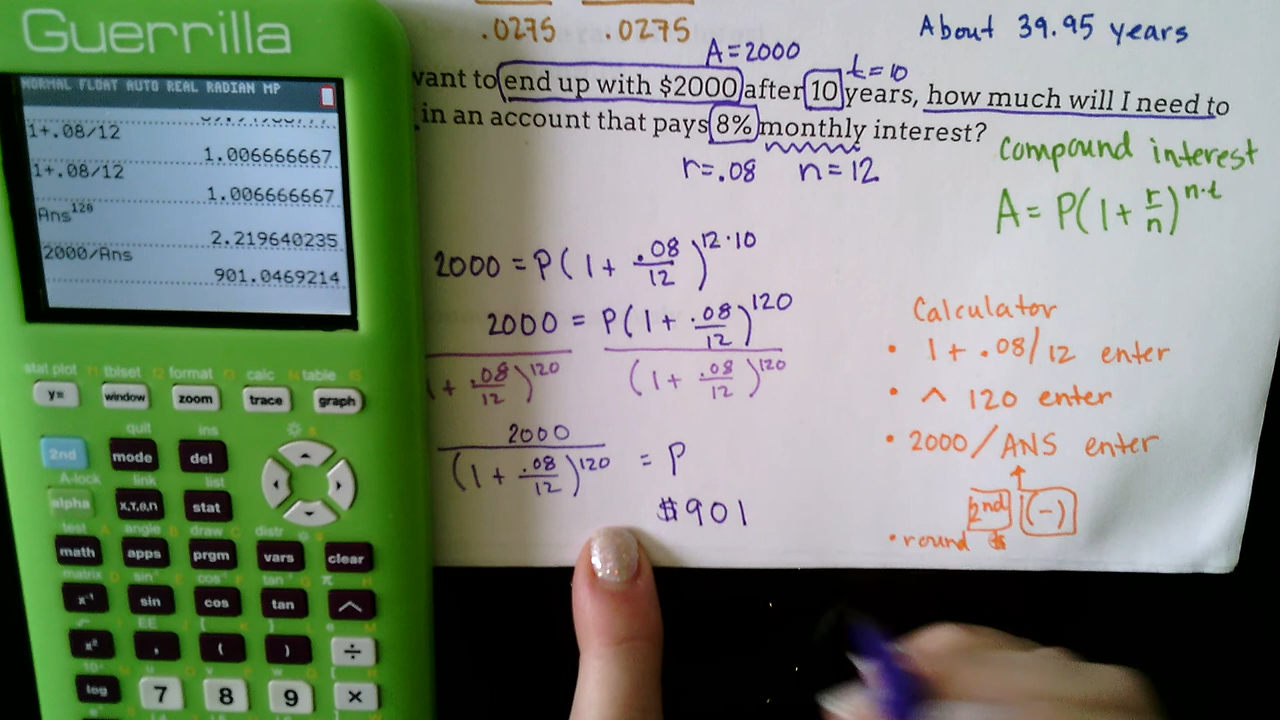 Guerrilla
NORMAL FLOAT AUTO REAL RADIAN MP
1+.08/12
1.006666667
1+.08/12
1.006666667
Ans^120
2.219640235
2000/Ans
901.0469214
stat plot f1 tblset f2 format f3 calc f4 table f5
y= window zoom trace graph
quit ins
2nd mode del
A-lock link list
alpha X,T,θ,n stat
test angle draw distr
math apps prgm vars clear
matrix sin⁻¹ cos⁻¹ tan⁻¹ π
x⁻¹ sin cos tan ^
EE
x² , ( ) ÷
10ˣ
log 7 8 9 ×
.0275 .0275
About 39.95 years
A=2000
t=10
want to end up with $2000 after 10 years, how much will I need to
in an account that pays 8% monthly interest?
r=.08 n=12
Compound interest
A=P(1+r/n)^n·t
2000=P(1+.08/12)^12·10
2000 = P(1+.08/12)^120
+.08/12)^120 (1+.08/12)^120
2000/(1+.08/12)^120 = P
$901
Calculator
• 1+.08/12 enter
• ^ 120 enter
• 2000/ANS enter
2nd (-)
• round